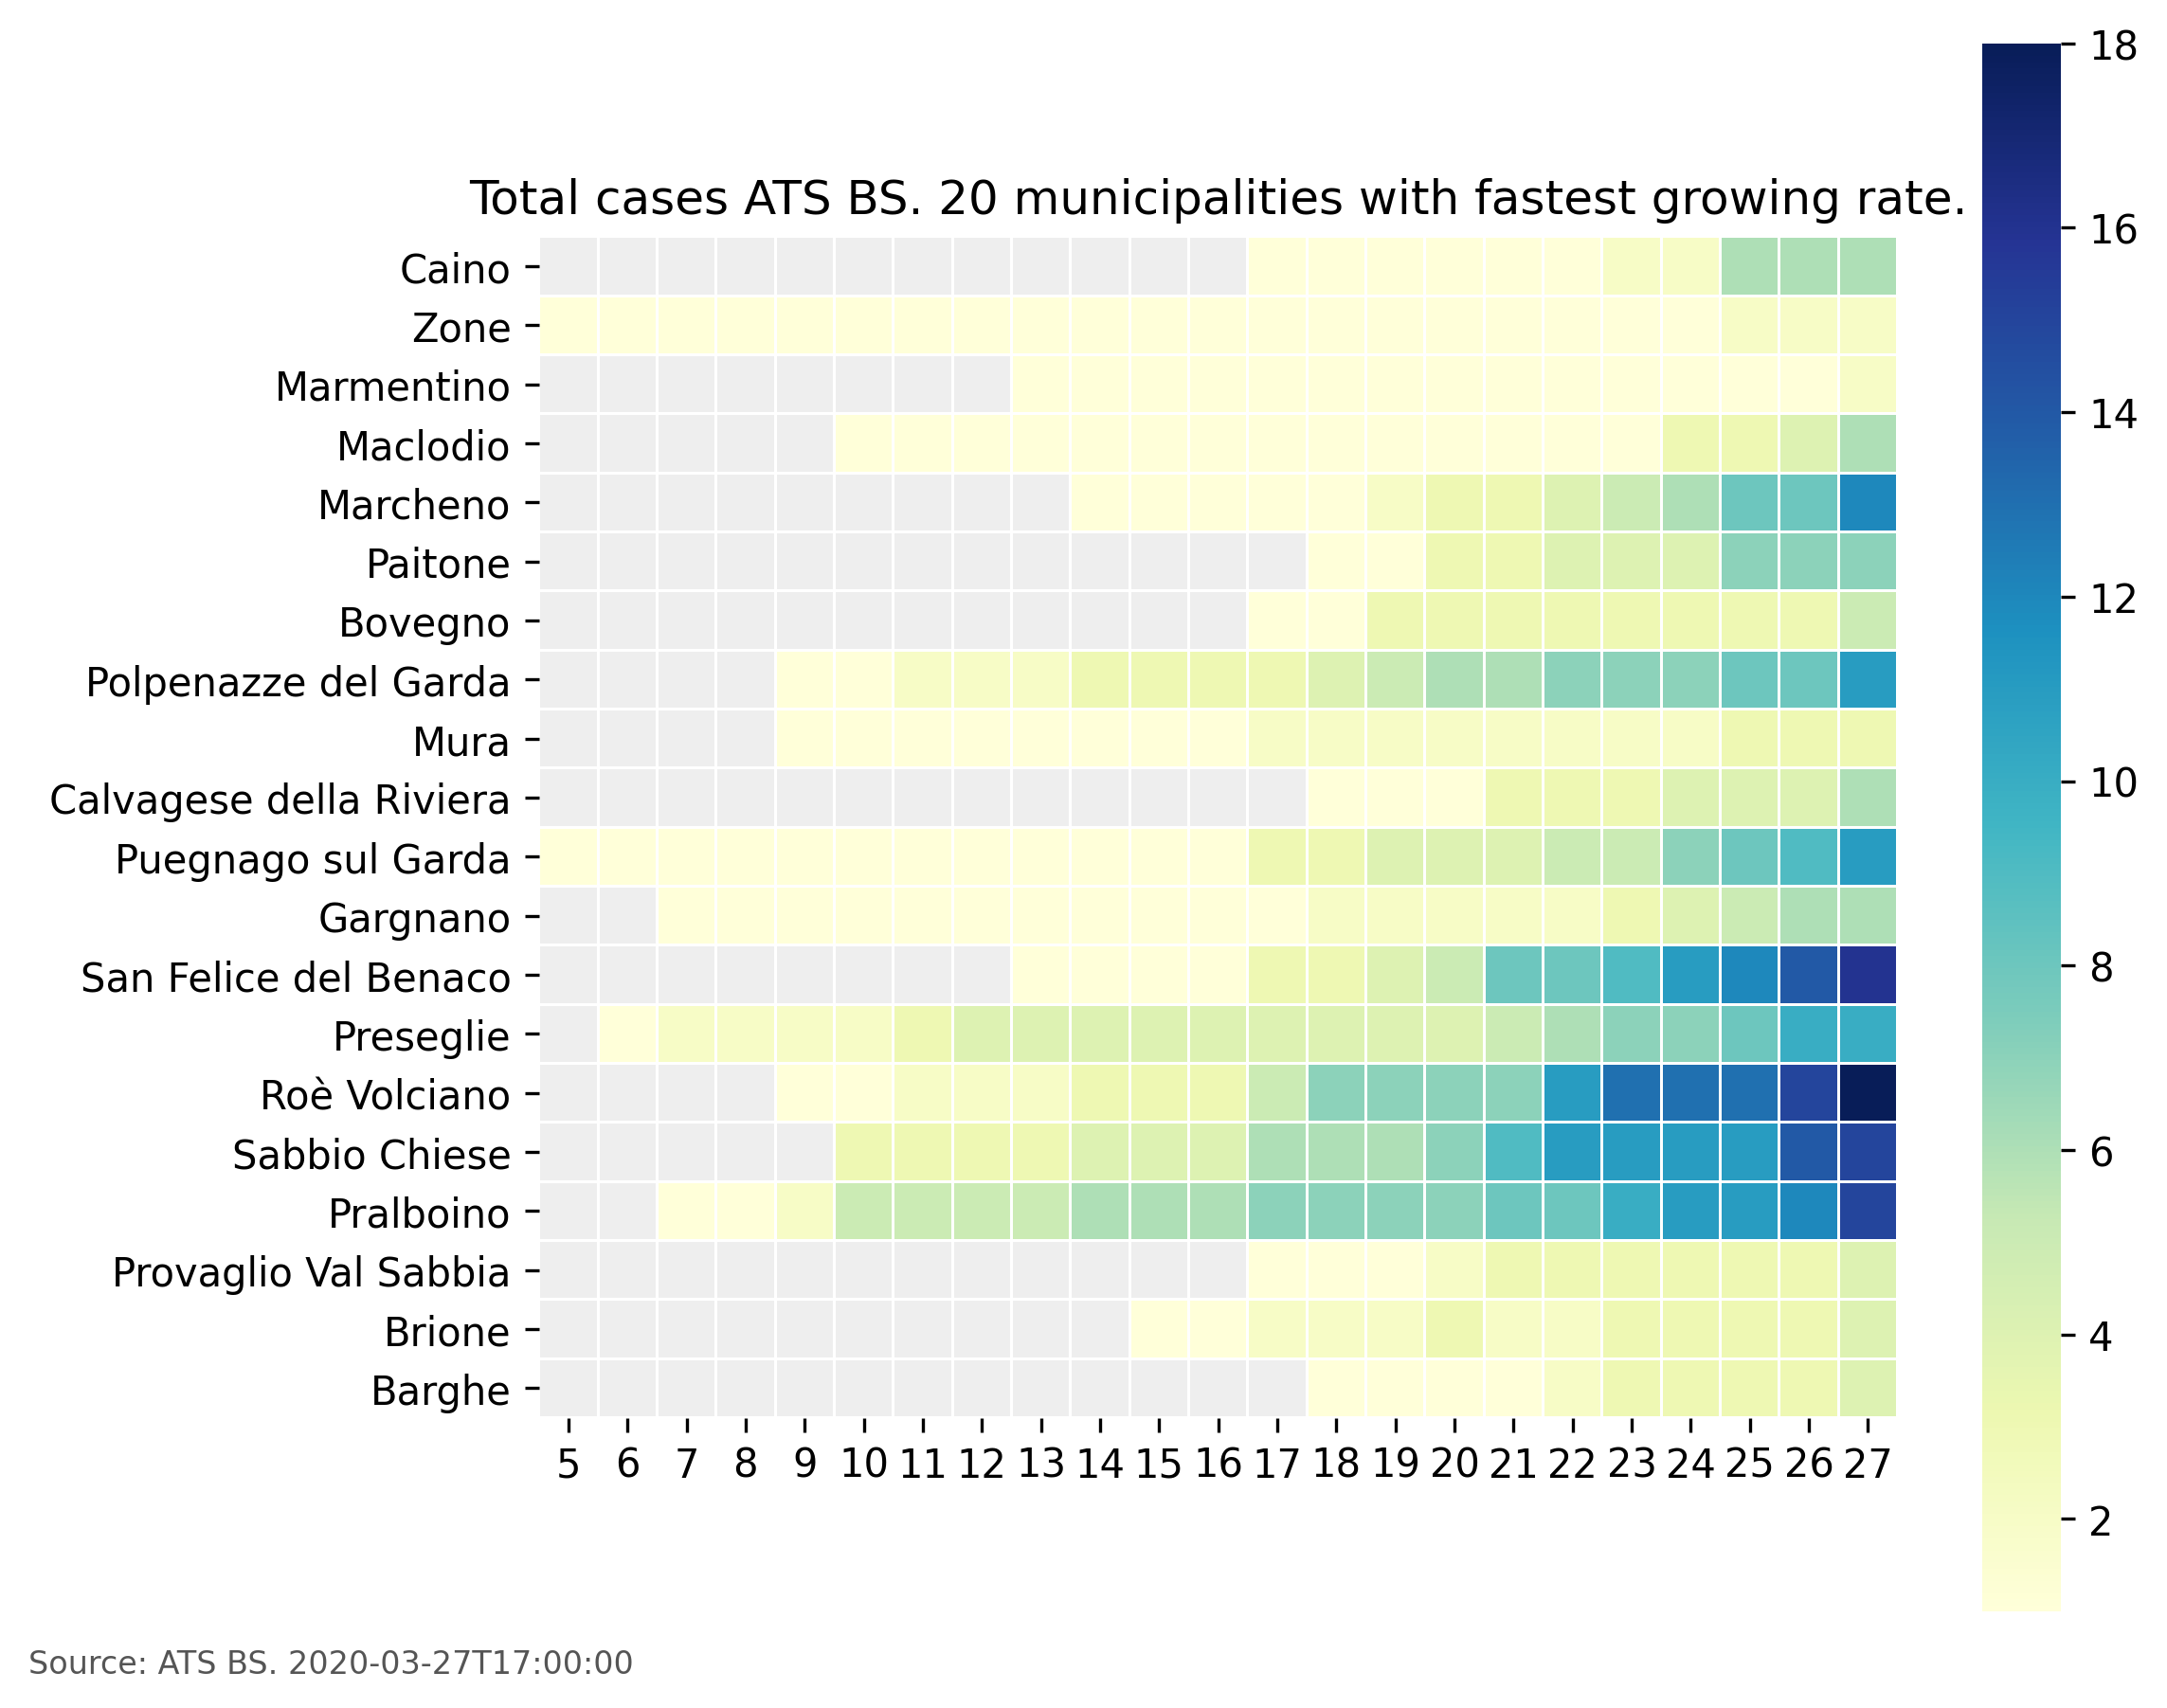 Total cases ATS BS. 20 municipalities with fastest growing rate.
Caino
Zone
Marmentino
Maclodio
Marcheno
Paitone
Bovegno
Polpenazze del Garda
Mura
Calvagese della Riviera
Puegnago sul Garda
Gargnano
San Felice del Benaco
Preseglie
Roè Volciano
Sabbio Chiese
Pralboino
Provaglio Val Sabbia
Brione
Barghe
5 6 7 8 9 10 11 12 13 14 15 16 17 18 19 20 21 22 23 24 25 26 27
18
16
14
12
10
8
6
4
2
Source: ATS BS. 2020-03-27T17:00:00